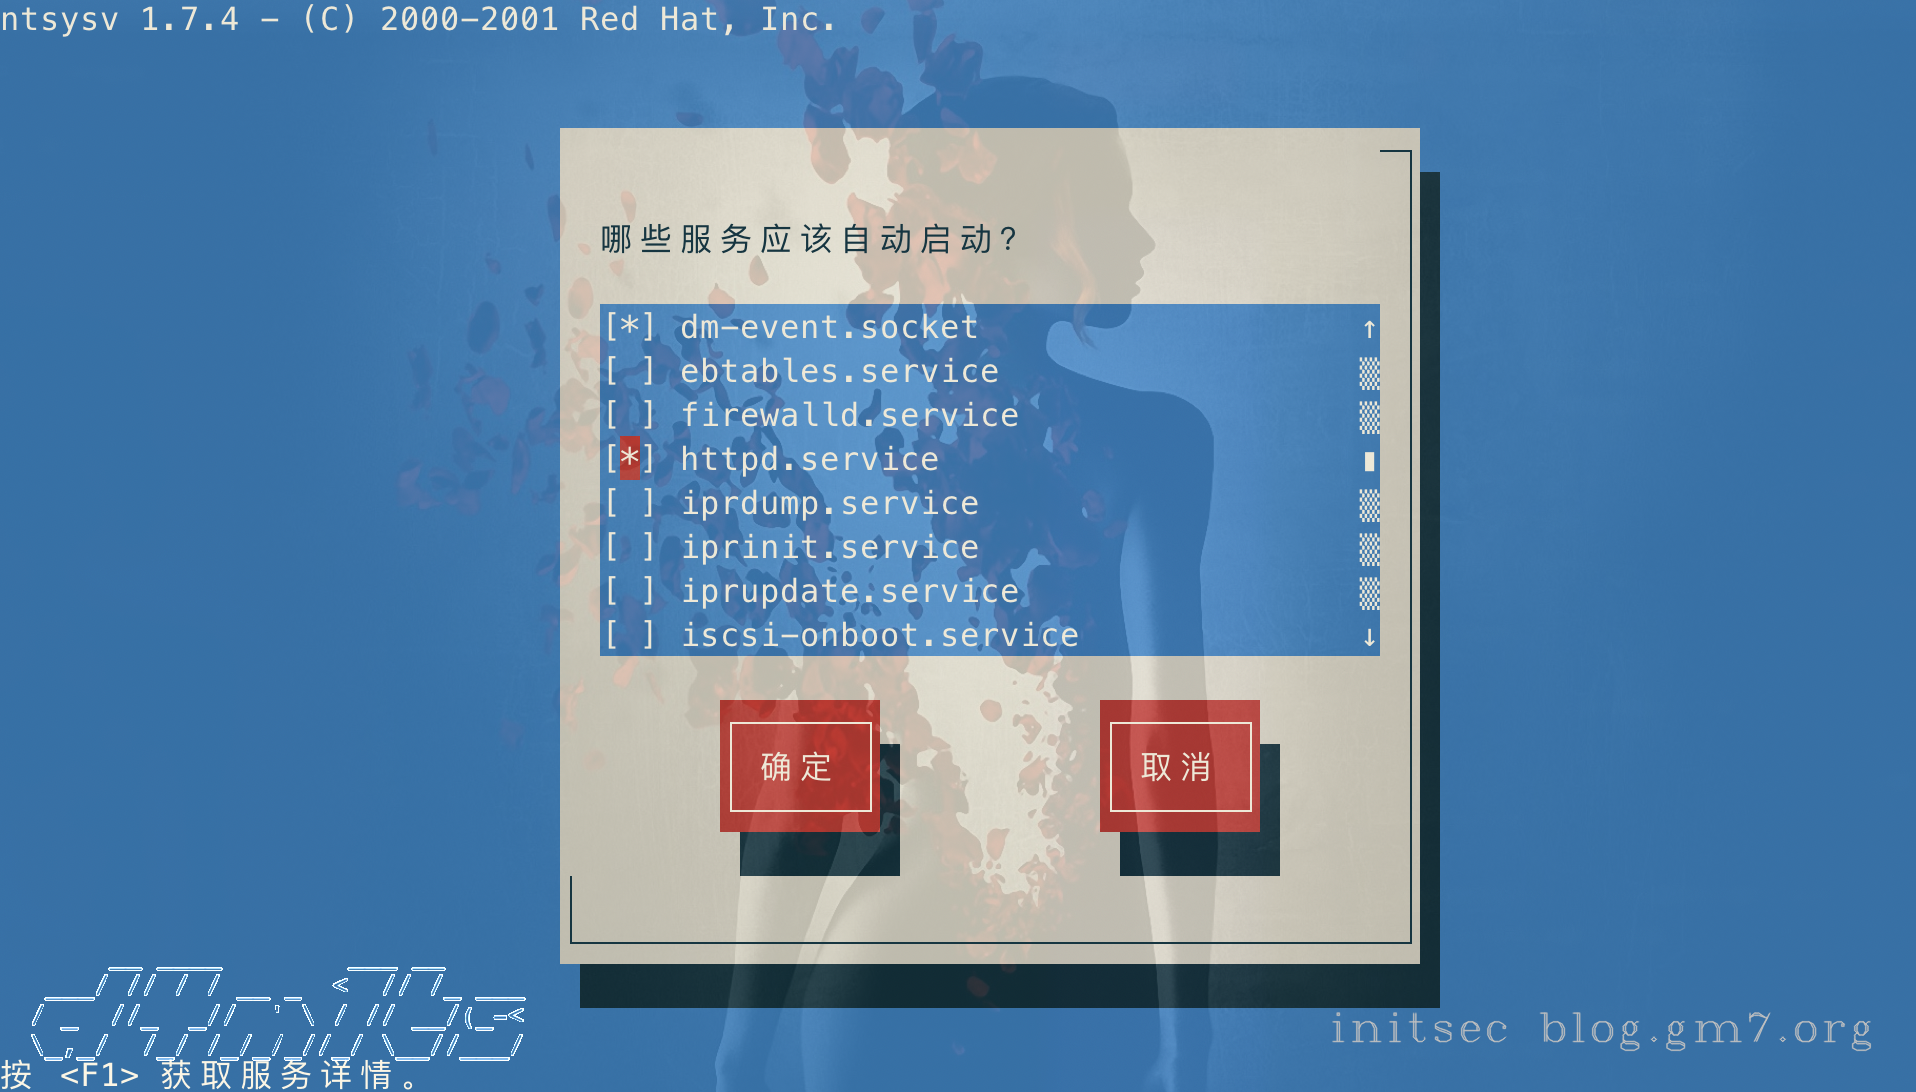 ntsysv 1.7.4 - (C) 2000-2001 Red Hat, Inc.
哪些服务应该自动启动?
[*] dm-event.socket ↑
[ ] ebtables.service
[ ] firewalld.service
[*] httpd.service
[ ] iprdump.service
[ ] iprinit.service
[ ] iprupdate.service
[ ] iscsi-onboot.service ↓
确定 取消
initsec blog.gm7.org
按 <F1> 获取服务详情。